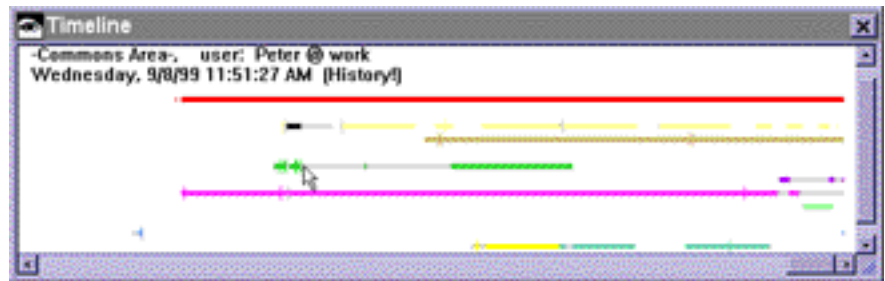 Timeline
-Commons Area-, user: Peter @ work
Wednesday, 9/8/99 11:51:27 AM (History!)